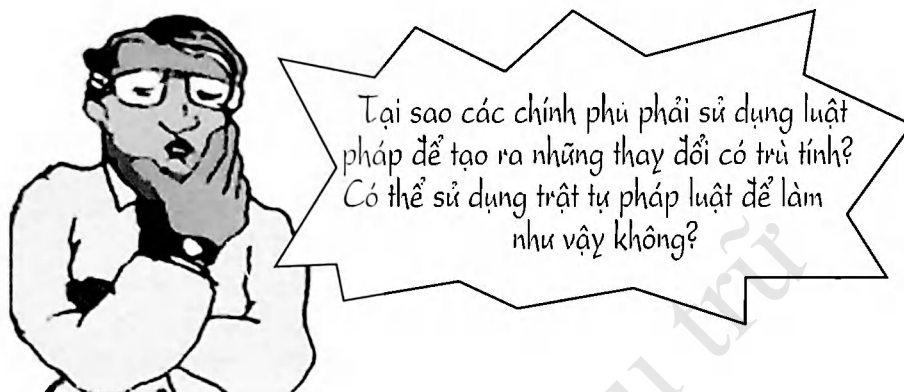 Tại sao các chính phủ phải sử dụng luật
pháp để tạo ra những thay đổi có trù tính?
Có thể sử dụng trật tự pháp luật để làm
như vậy không?
trữ